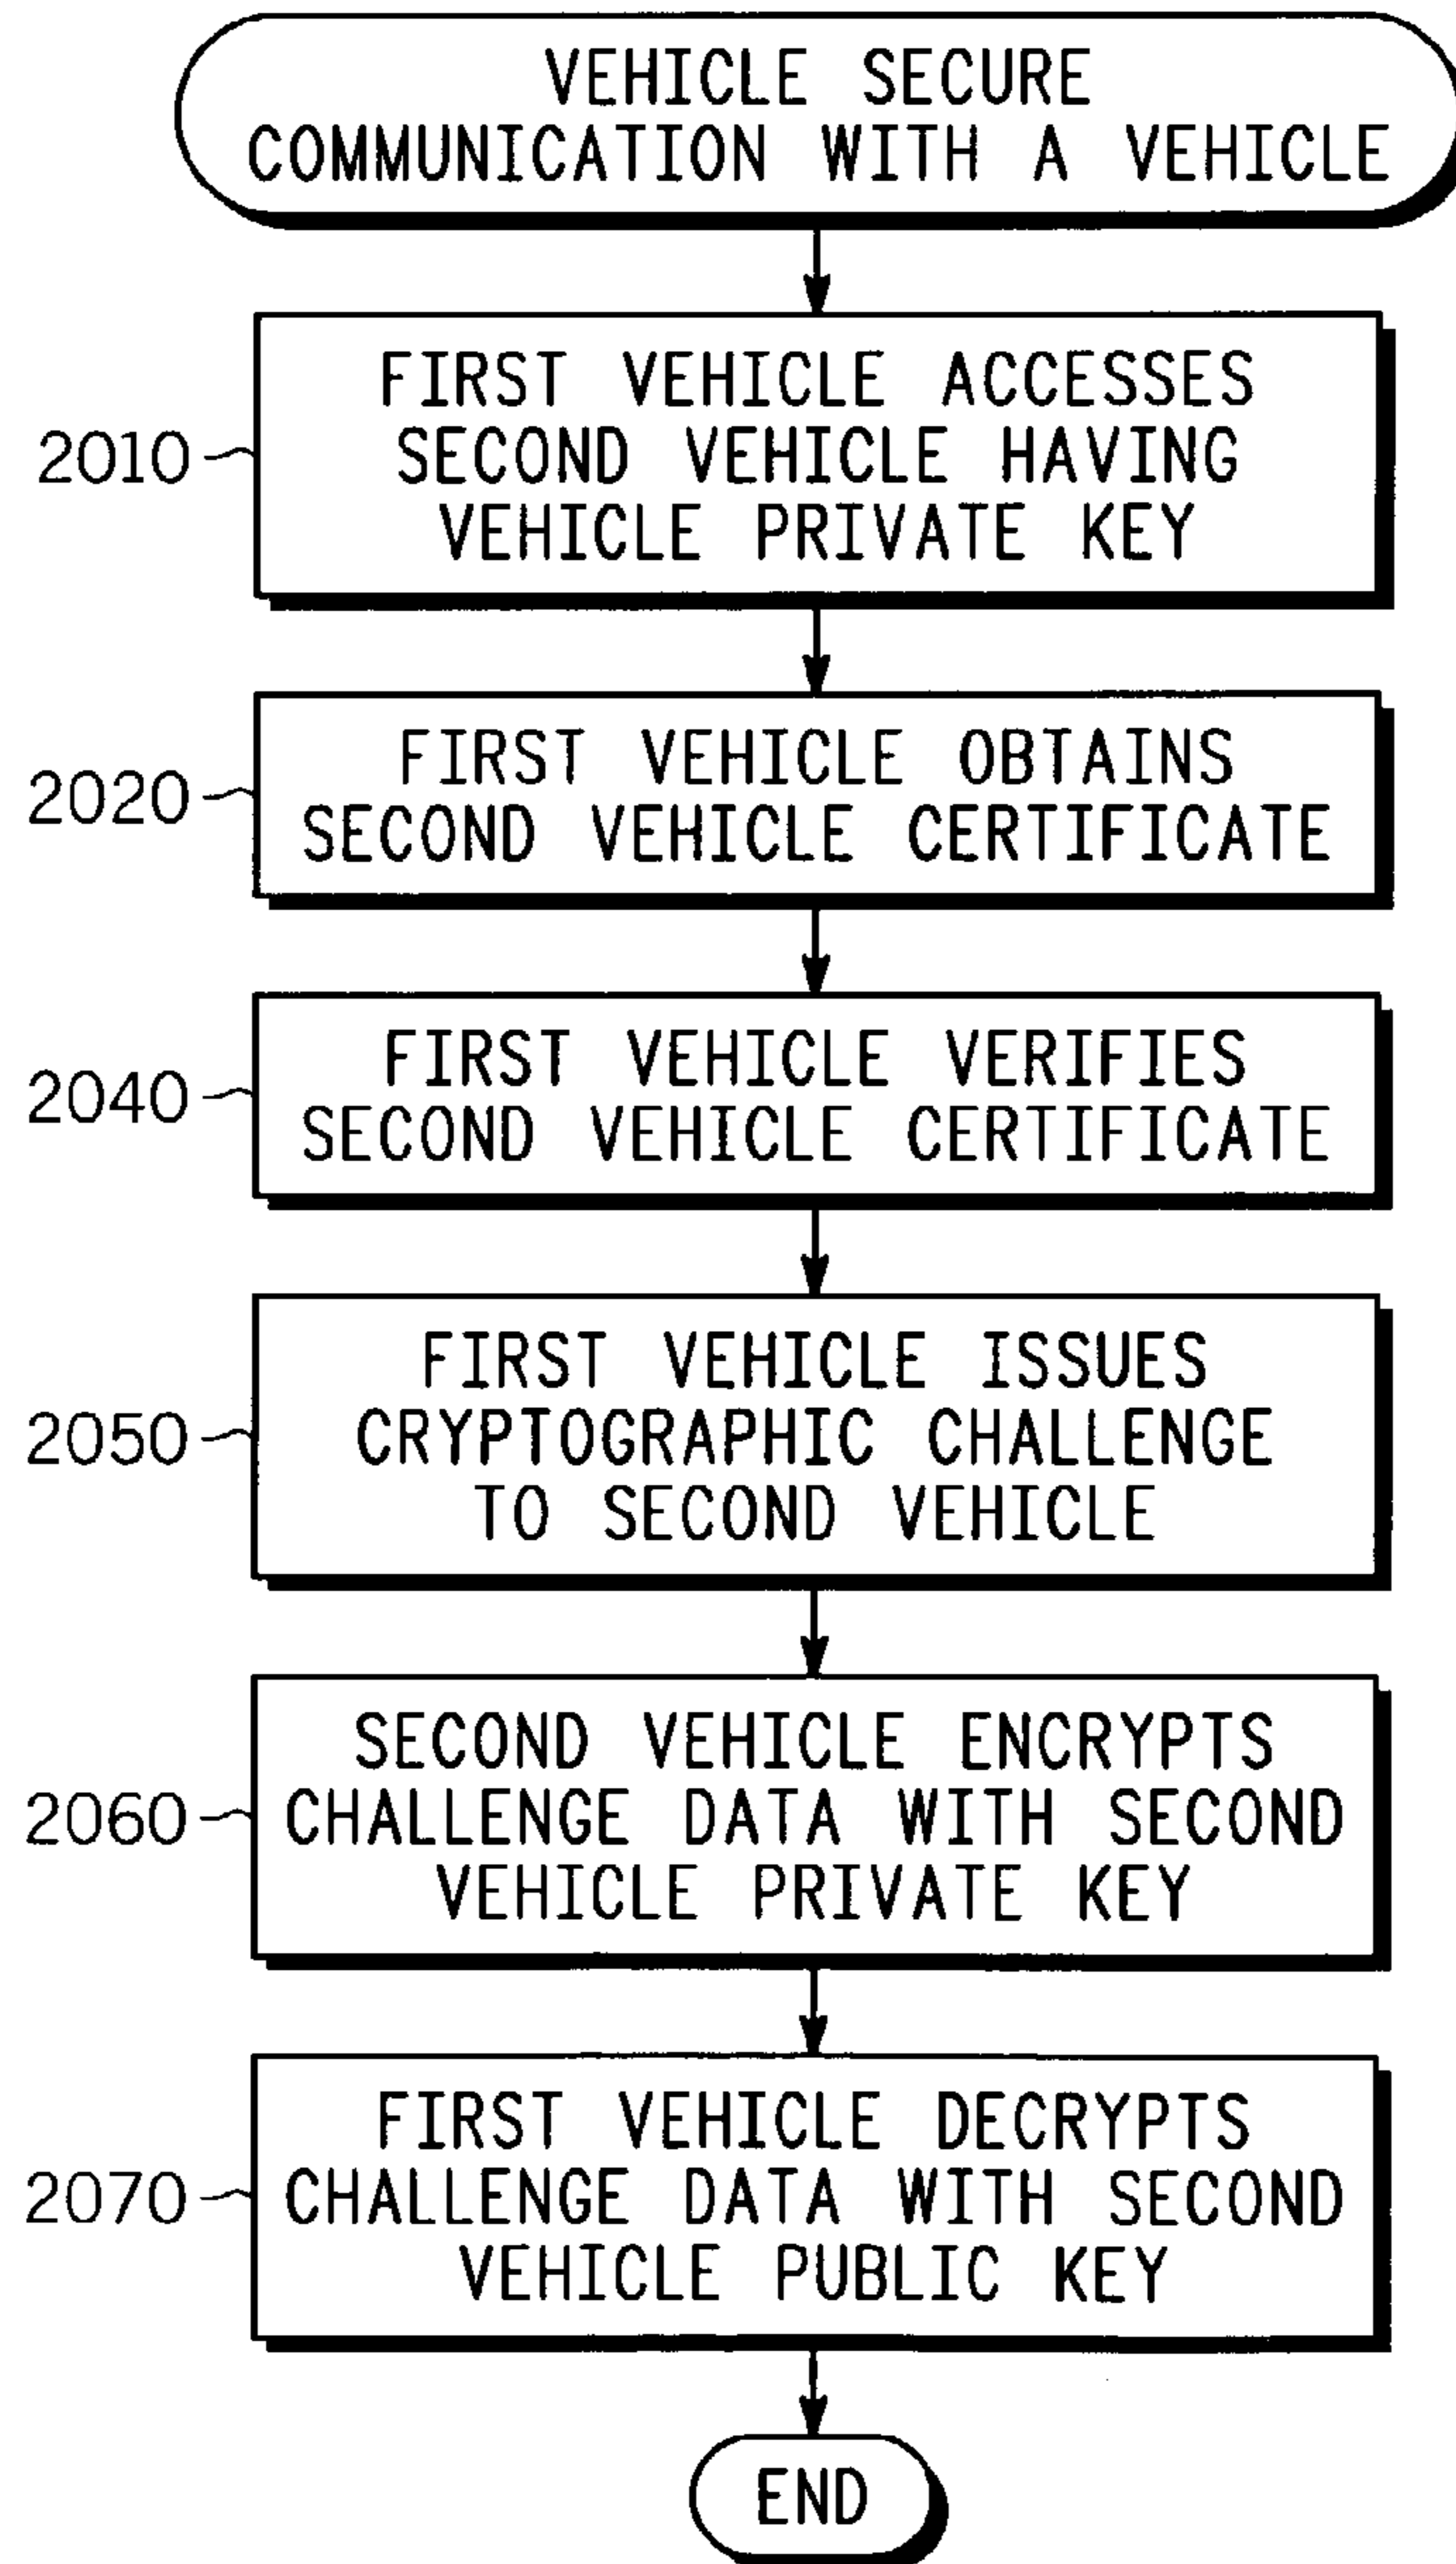 VEHICLE SECURE
COMMUNICATION WITH A VEHICLE
2010
FIRST VEHICLE ACCESSES
SECOND VEHICLE HAVING
VEHICLE PRIVATE KEY
2020
FIRST VEHICLE OBTAINS
SECOND VEHICLE CERTIFICATE
2040
FIRST VEHICLE VERIFIES
SECOND VEHICLE CERTIFICATE
2050
FIRST VEHICLE ISSUES
CRYPTOGRAPHIC CHALLENGE
TO SECOND VEHICLE
2060
SECOND VEHICLE ENCRYPTS
CHALLENGE DATA WITH SECOND
VEHICLE PRIVATE KEY
2070
FIRST VEHICLE DECRYPTS
CHALLENGE DATA WITH SECOND
VEHICLE PUBLIC KEY
END